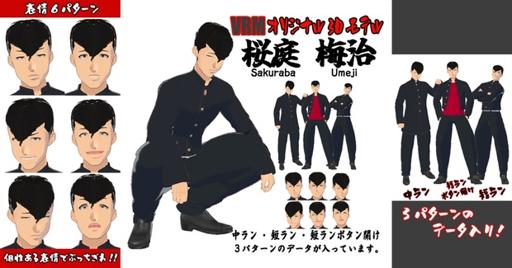 表情6パターン
個性ある表情でぶっちぎれ!!
VRMオリジナル3Dモデル
桜庭 梅治
Sakuraba Umeji
中ラン・短ラン・短ランボタン開け
3パターンのデータが入っています。
中ラン
短ラン
ボタン開け
短ラン
3パターンの
データ入り!